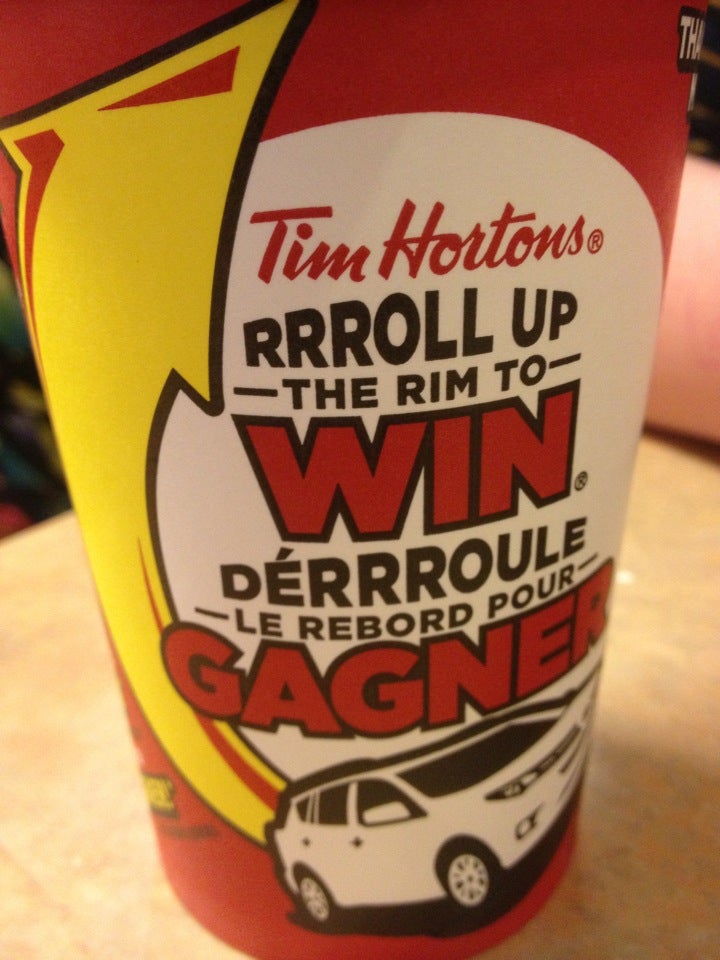 Tim Hortons®
RRROLL UP
THE RIM TO
WIN®
DÉRRROULE
LE REBORD POUR
GAGNER